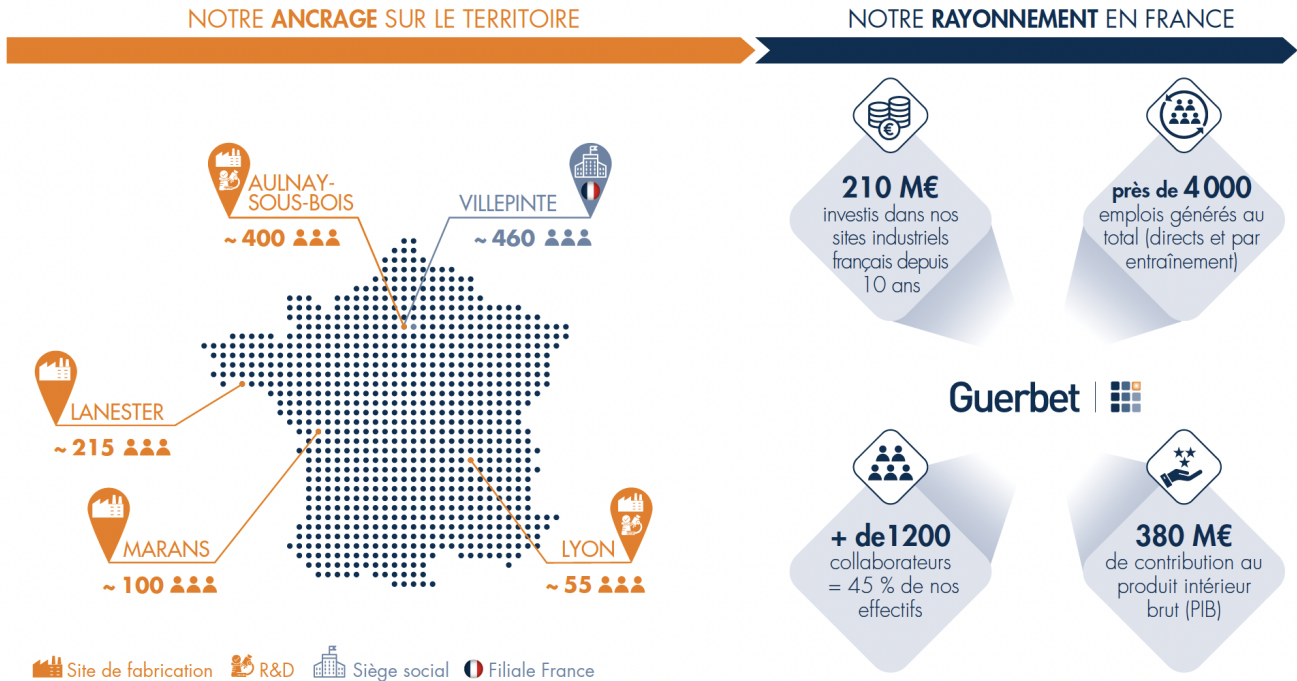 NOTRE ANCRAGE SUR LE TERRITOIRE
AULNAY-
SOUS-BOIS
~ 400
VILLEPINTE
~ 460
LANESTER
~ 215
MARANS
~ 100
LYON
~ 55
Site de fabrication
R&D
Siège social
Filiale France
NOTRE RAYONNEMENT EN FRANCE
€
210 M€
investis dans nos
sites industriels
français depuis
10 ans
près de 4 000
emplois générés au
total (directs et par
entraînement)
Guerbet
+ de 1200
collaborateurs
= 45 % de nos
effectifs
380 M€
de contribution au
produit intérieur
brut (PIB)